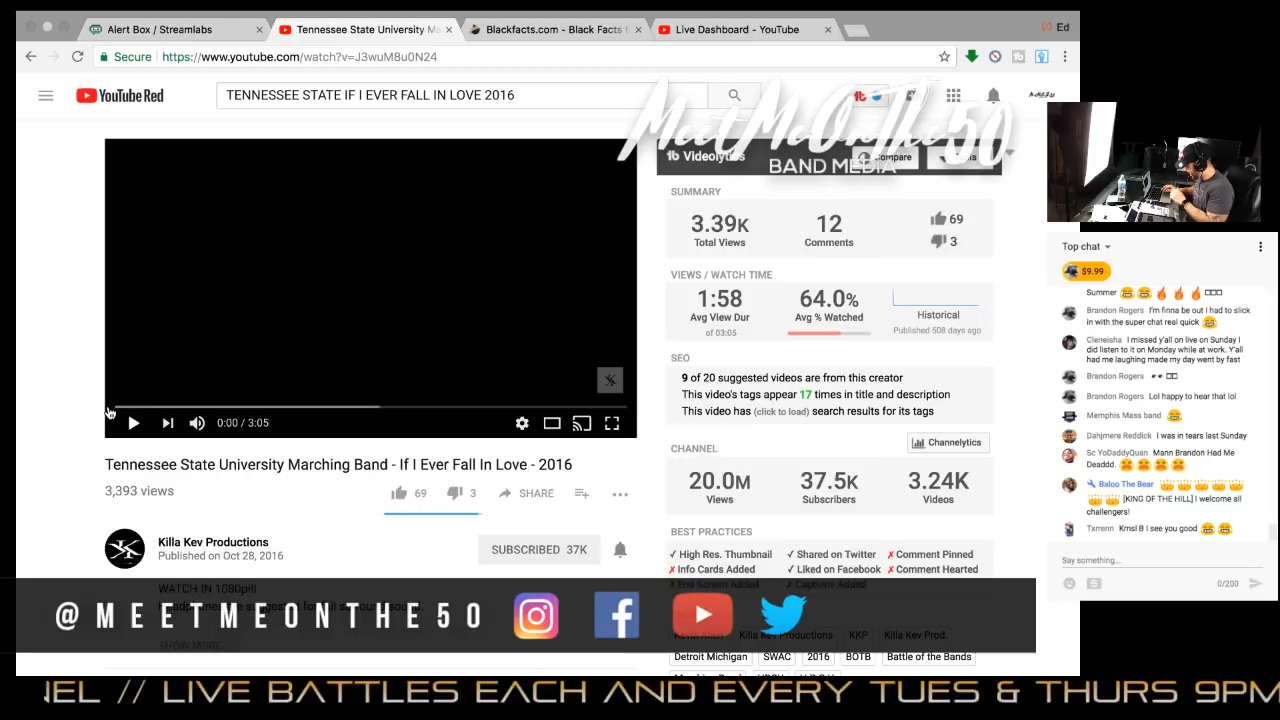 Alert Box / Streamlabs
Tennessee State University Ma
Blackfacts.com - Black Facts f
Live Dashboard - YouTube
Ed
Secure
https://www.youtube.com/watch?v=J3wuM8u0N24
YouTube Red
TENNESSEE STATE IF I EVER FALL IN LOVE 2016
MeetMeOnThe50
BAND MEDIA
Videolytics
SUMMARY
3.39K
12
69
Total Views
Comments
3
VIEWS / WATCH TIME
1:58
64.0%
Avg View Dur
Avg % Watched
Historical
of 03:05
Published 508 days ago
SEO
9 of 20 suggested videos are from this creator
This video's tags appear 17 times in title and description
This video has (click to load) search results for its tags
CHANNEL
Channelytics
20.0M
37.5K
3.24K
Views
Subscribers
Videos
BEST PRACTICES
✓ High Res. Thumbnail
✓ Shared on Twitter
✗ Comment Pinned
✗ Info Cards Added
✓ Liked on Facebook
✗ Comment Hearted
✗ End Screen Added
✗ Captions Added
Killa Kev Productions
KKP
Killa Kev Prod.
Detroit Michigan
SWAC
2016
BOTB
Battle of the Bands
0:00 / 3:05
Tennessee State University Marching Band - If I Ever Fall In Love - 2016
3,393 views
69
3
SHARE
Killa Kev Productions
Published on Oct 28, 2016
SUBSCRIBED 37K
WATCH IN 1080p!!
SHOW MORE
@MEETMEONTHE50
Top chat
$9.99
Summer 😂 😂 🔥 🔥 🔥 □□□
Brandon Rogers I'm finna be out I had to slick
in with the super chat real quick 😂
Cleneisha I missed y'all on live on Sunday I
did listen to it on Monday while at work. Y'all
had me laughing made my day went by fast
Brandon Rogers 👀 □□
Brandon Rogers Lol happy to hear that lol
Memphis Mass band 😂
Dahjmere Reddick I was in tears last Sunday
Sc YoDaddyQuan Mann Brandon Had Me
Deaddd.
Baloo The Bear 👑 👑 👑 👑 👑
👑 👑 [KING OF THE HILL] I welcome all
challengers!
Txrrenn Kmsl B I see you good 😂 😂
Say something...
0/200
NEL // LIVE BATTLES EACH AND EVERY TUES & THURS 9PM